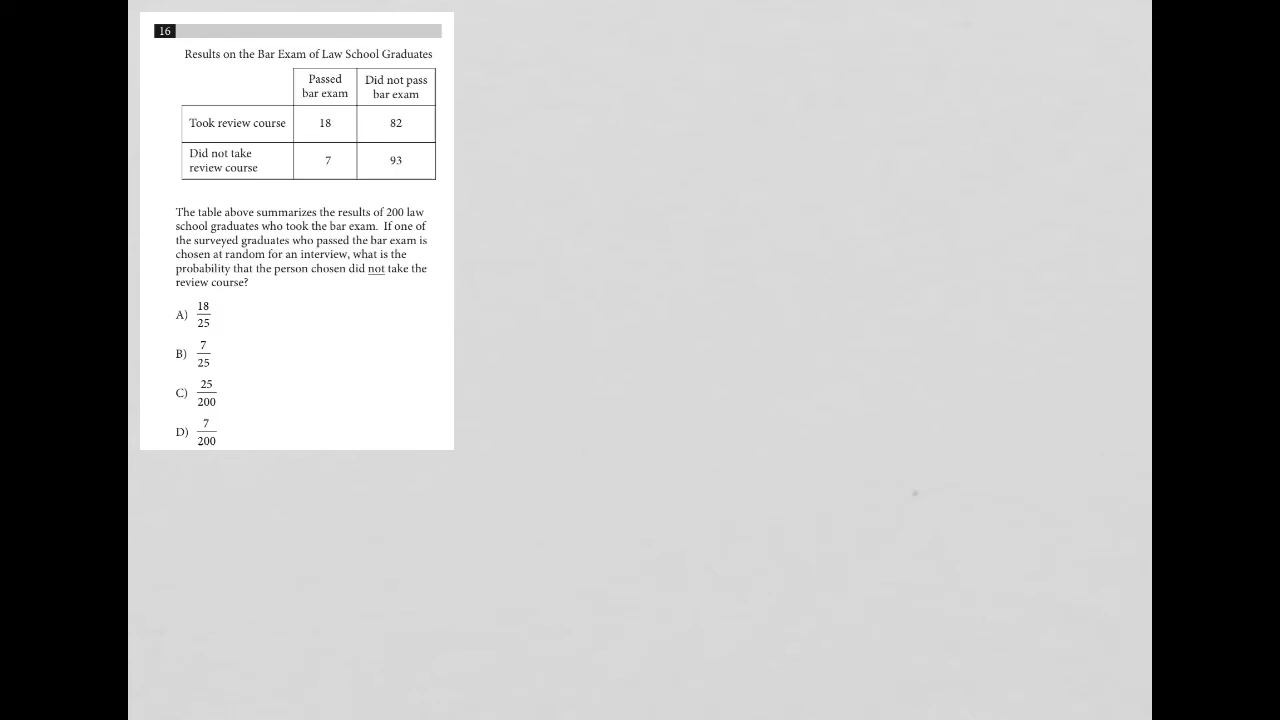 16
Results on the Bar Exam of Law School Graduates
Passed
bar exam
Did not pass
bar exam
Took review course 18 82
Did not take
review course
7 93
The table above summarizes the results of 200 law
school graduates who took the bar exam. If one of
the surveyed graduates who passed the bar exam is
chosen at random for an interview, what is the
probability that the person chosen did not take the
review course?
A) 18/25
B) 7/25
C) 25/200
D) 7/200